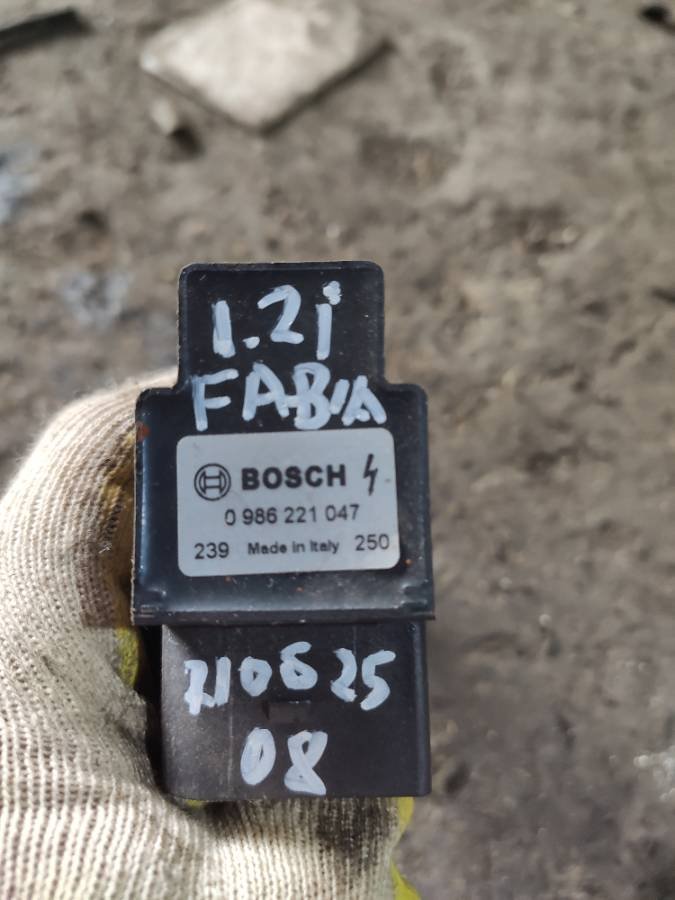 1.2i
FABIA
BOSCH
0 986 221 047
239 Made in Italy 250
210625
08